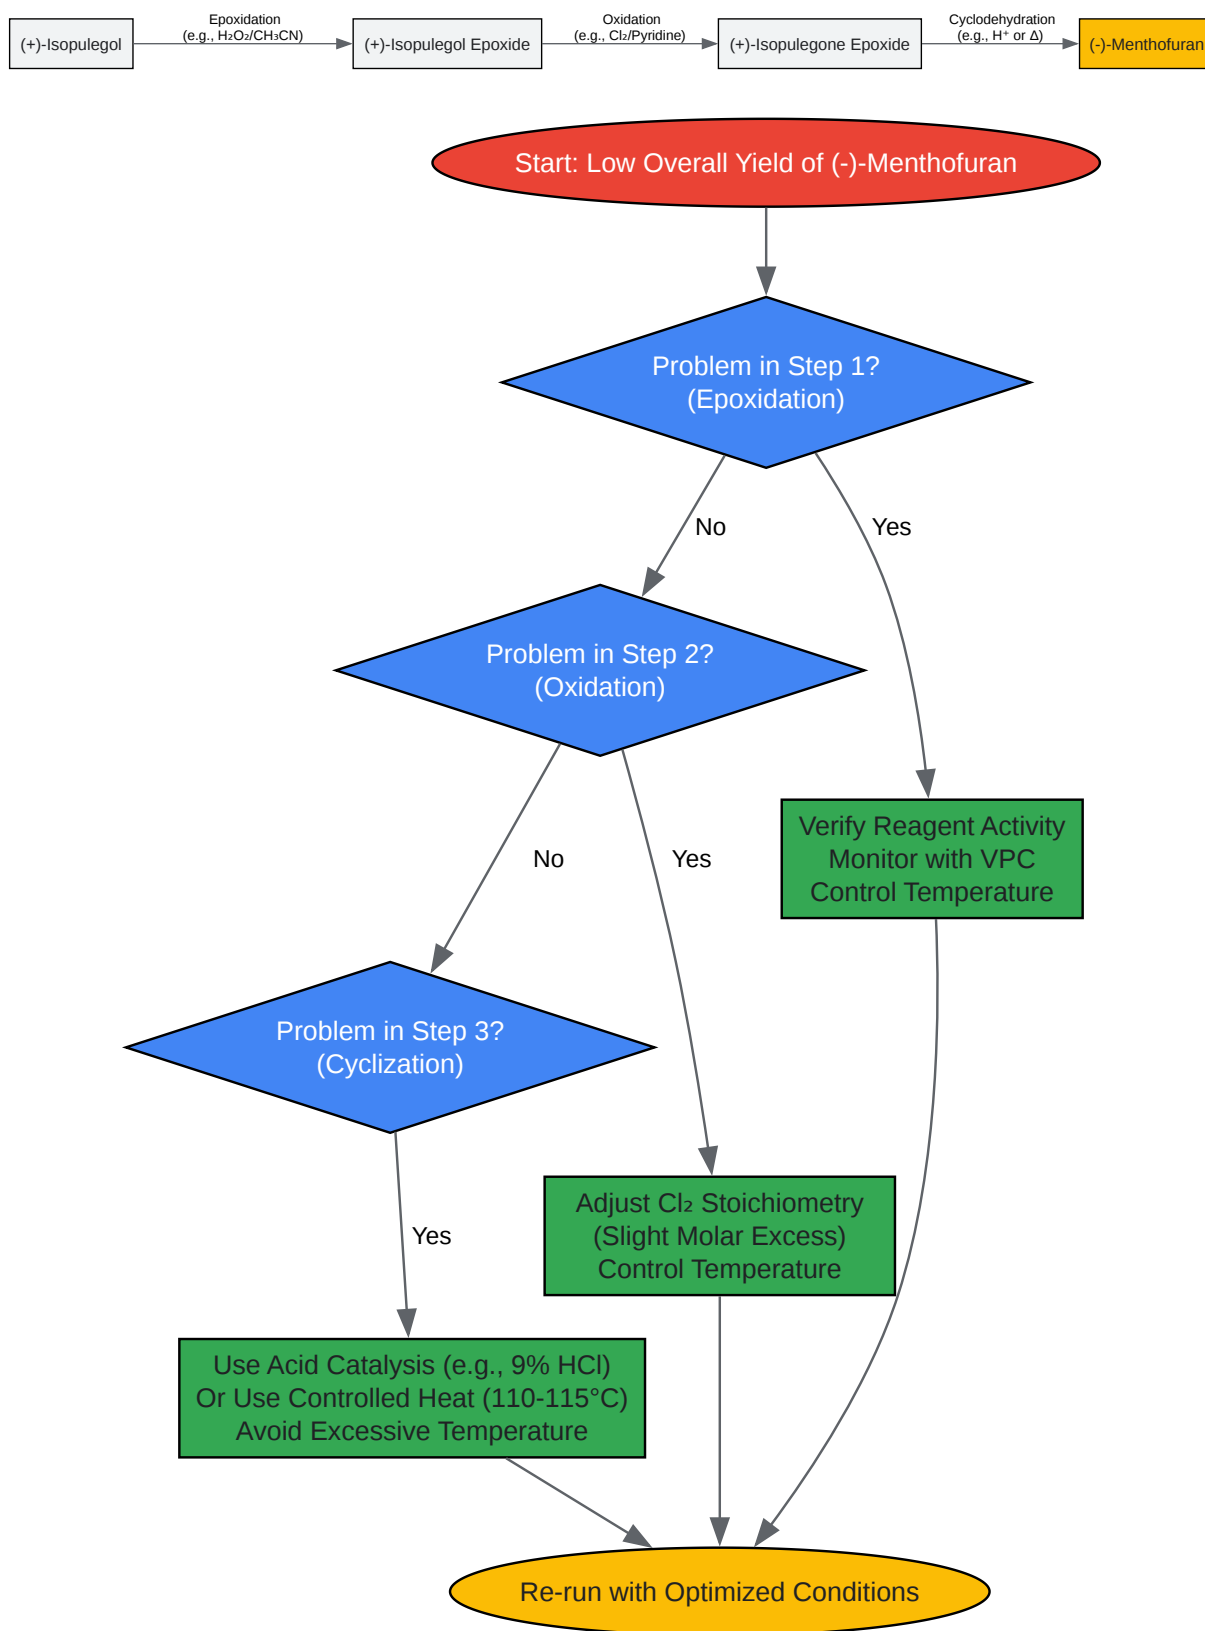 (+)-Isopulegol
Epoxidation
(e.g., H₂O₂/CH₃CN)
(+)-Isopulegol Epoxide
Oxidation
(e.g., Cl₂/Pyridine)
(+)-Isopulegone Epoxide
Cyclodehydration
(e.g., H⁺ or Δ)
(-)-Menthofuran
Start: Low Overall Yield of (-)-Menthofuran
Problem in Step 1?
(Epoxidation)
No
Yes
Problem in Step 2?
(Oxidation)
Verify Reagent Activity
Monitor with VPC
Control Temperature
No
Yes
Problem in Step 3?
(Cyclization)
Adjust Cl₂ Stoichiometry
(Slight Molar Excess)
Control Temperature
Yes
Use Acid Catalysis (e.g., 9% HCl)
Or Use Controlled Heat (110-115°C)
Avoid Excessive Temperature
Re-run with Optimized Conditions